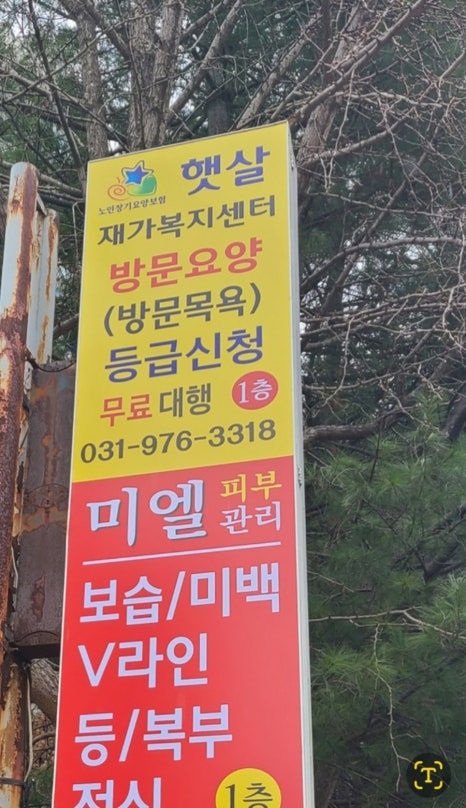 노인장기요양보험
햇살
재가복지센터
방문요양
(방문목욕)
등급신청
무료 대행 1층
031-976-3318
미엘 피부
관리
보습/미백
V라인
등/복부
전신 1층